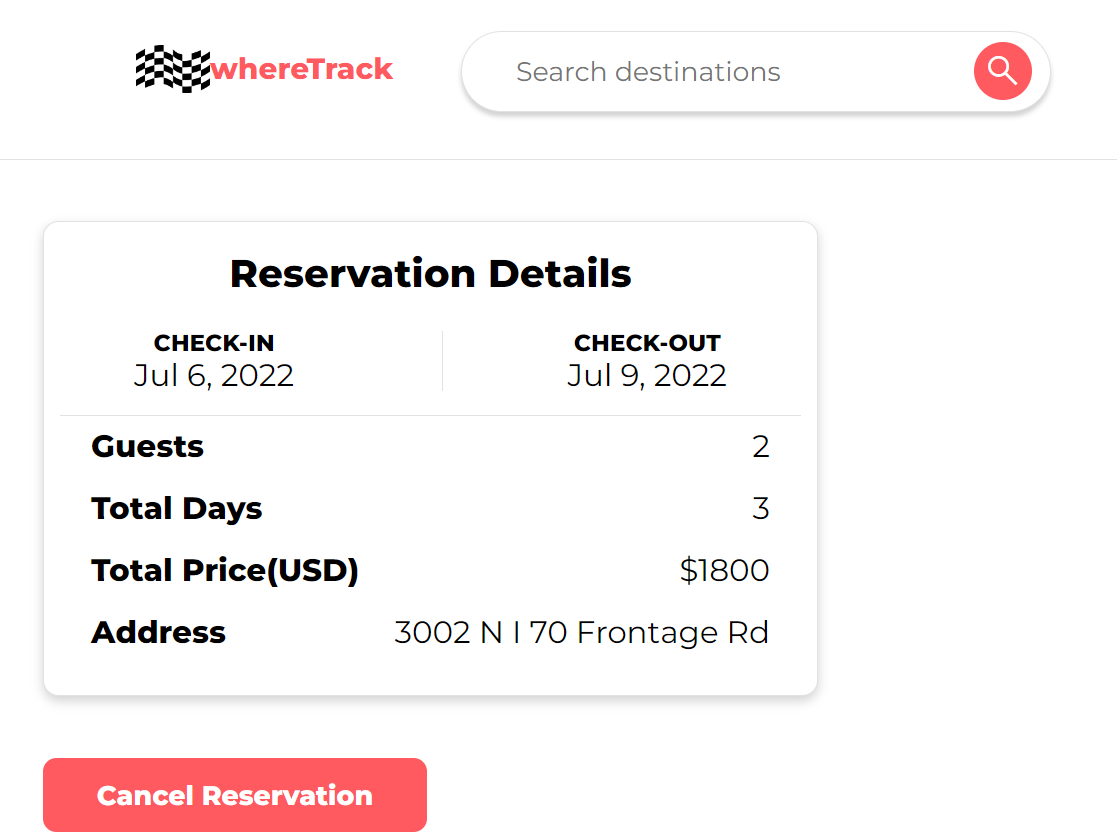 whereTrack
Search destinations
Reservation Details
CHECK-IN
Jul 6, 2022
CHECK-OUT
Jul 9, 2022
Guests 2
Total Days 3
Total Price(USD) $1800
Address 3002 N I 70 Frontage Rd
Cancel Reservation